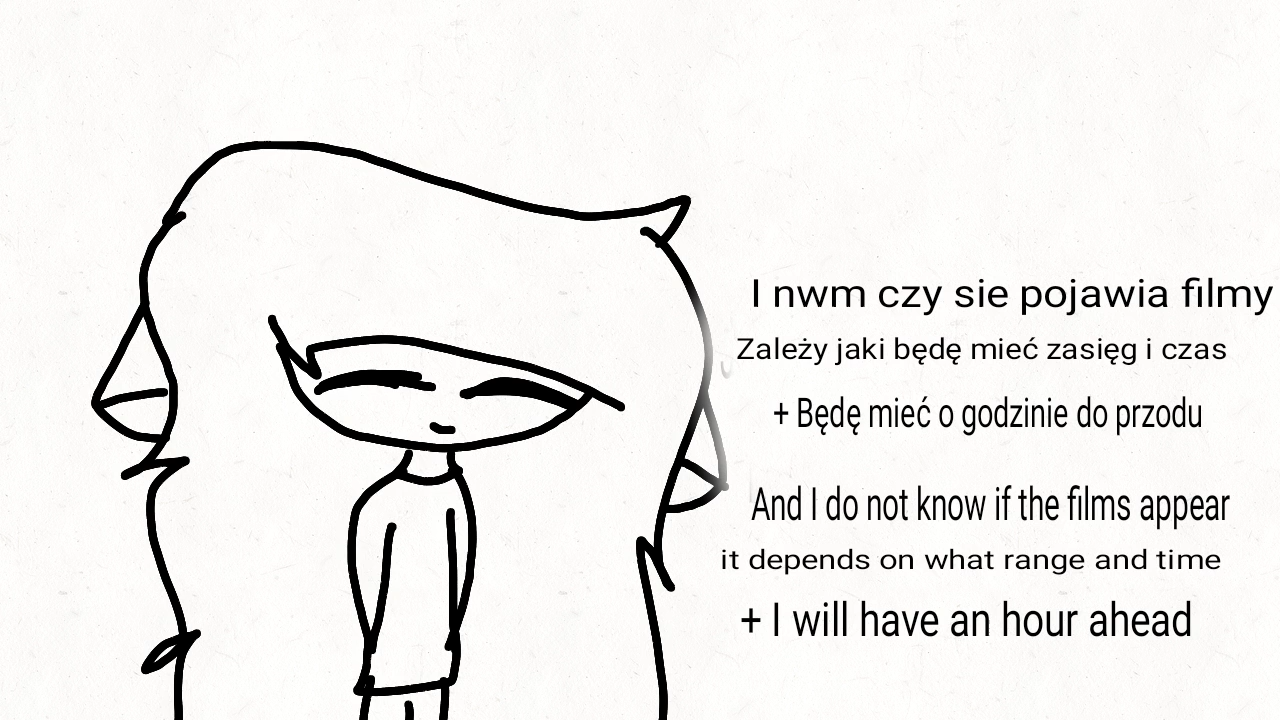 I nwm czy sie pojawia filmy
Zależy jaki będę mieć zasięg i czas
+ Będę mieć o godzinie do przodu
And I do not know if the films appear
it depends on what range and time
+ I will have an hour ahead